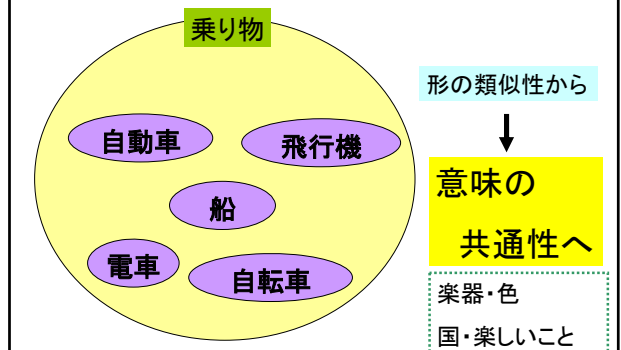 乗り物
自動車
飛行機
船
電車
自転車
形の類似性から
意味の
共通性へ
楽器・色
国・楽しいこと